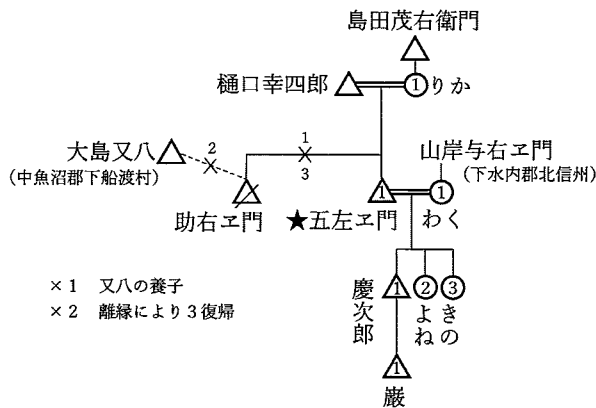 島田茂右衛門
樋口幸四郎
1
りか
大島又八
(中魚沼郡下船渡村)
2
1
3
山岸与右ヱ門
(下水内郡北信州)
助右ヱ門
★五左ヱ門
1
1
わく
×1 又八の養子
×2 離縁により3復帰
1
2
3
慶次郎
よね
きの
1
巌